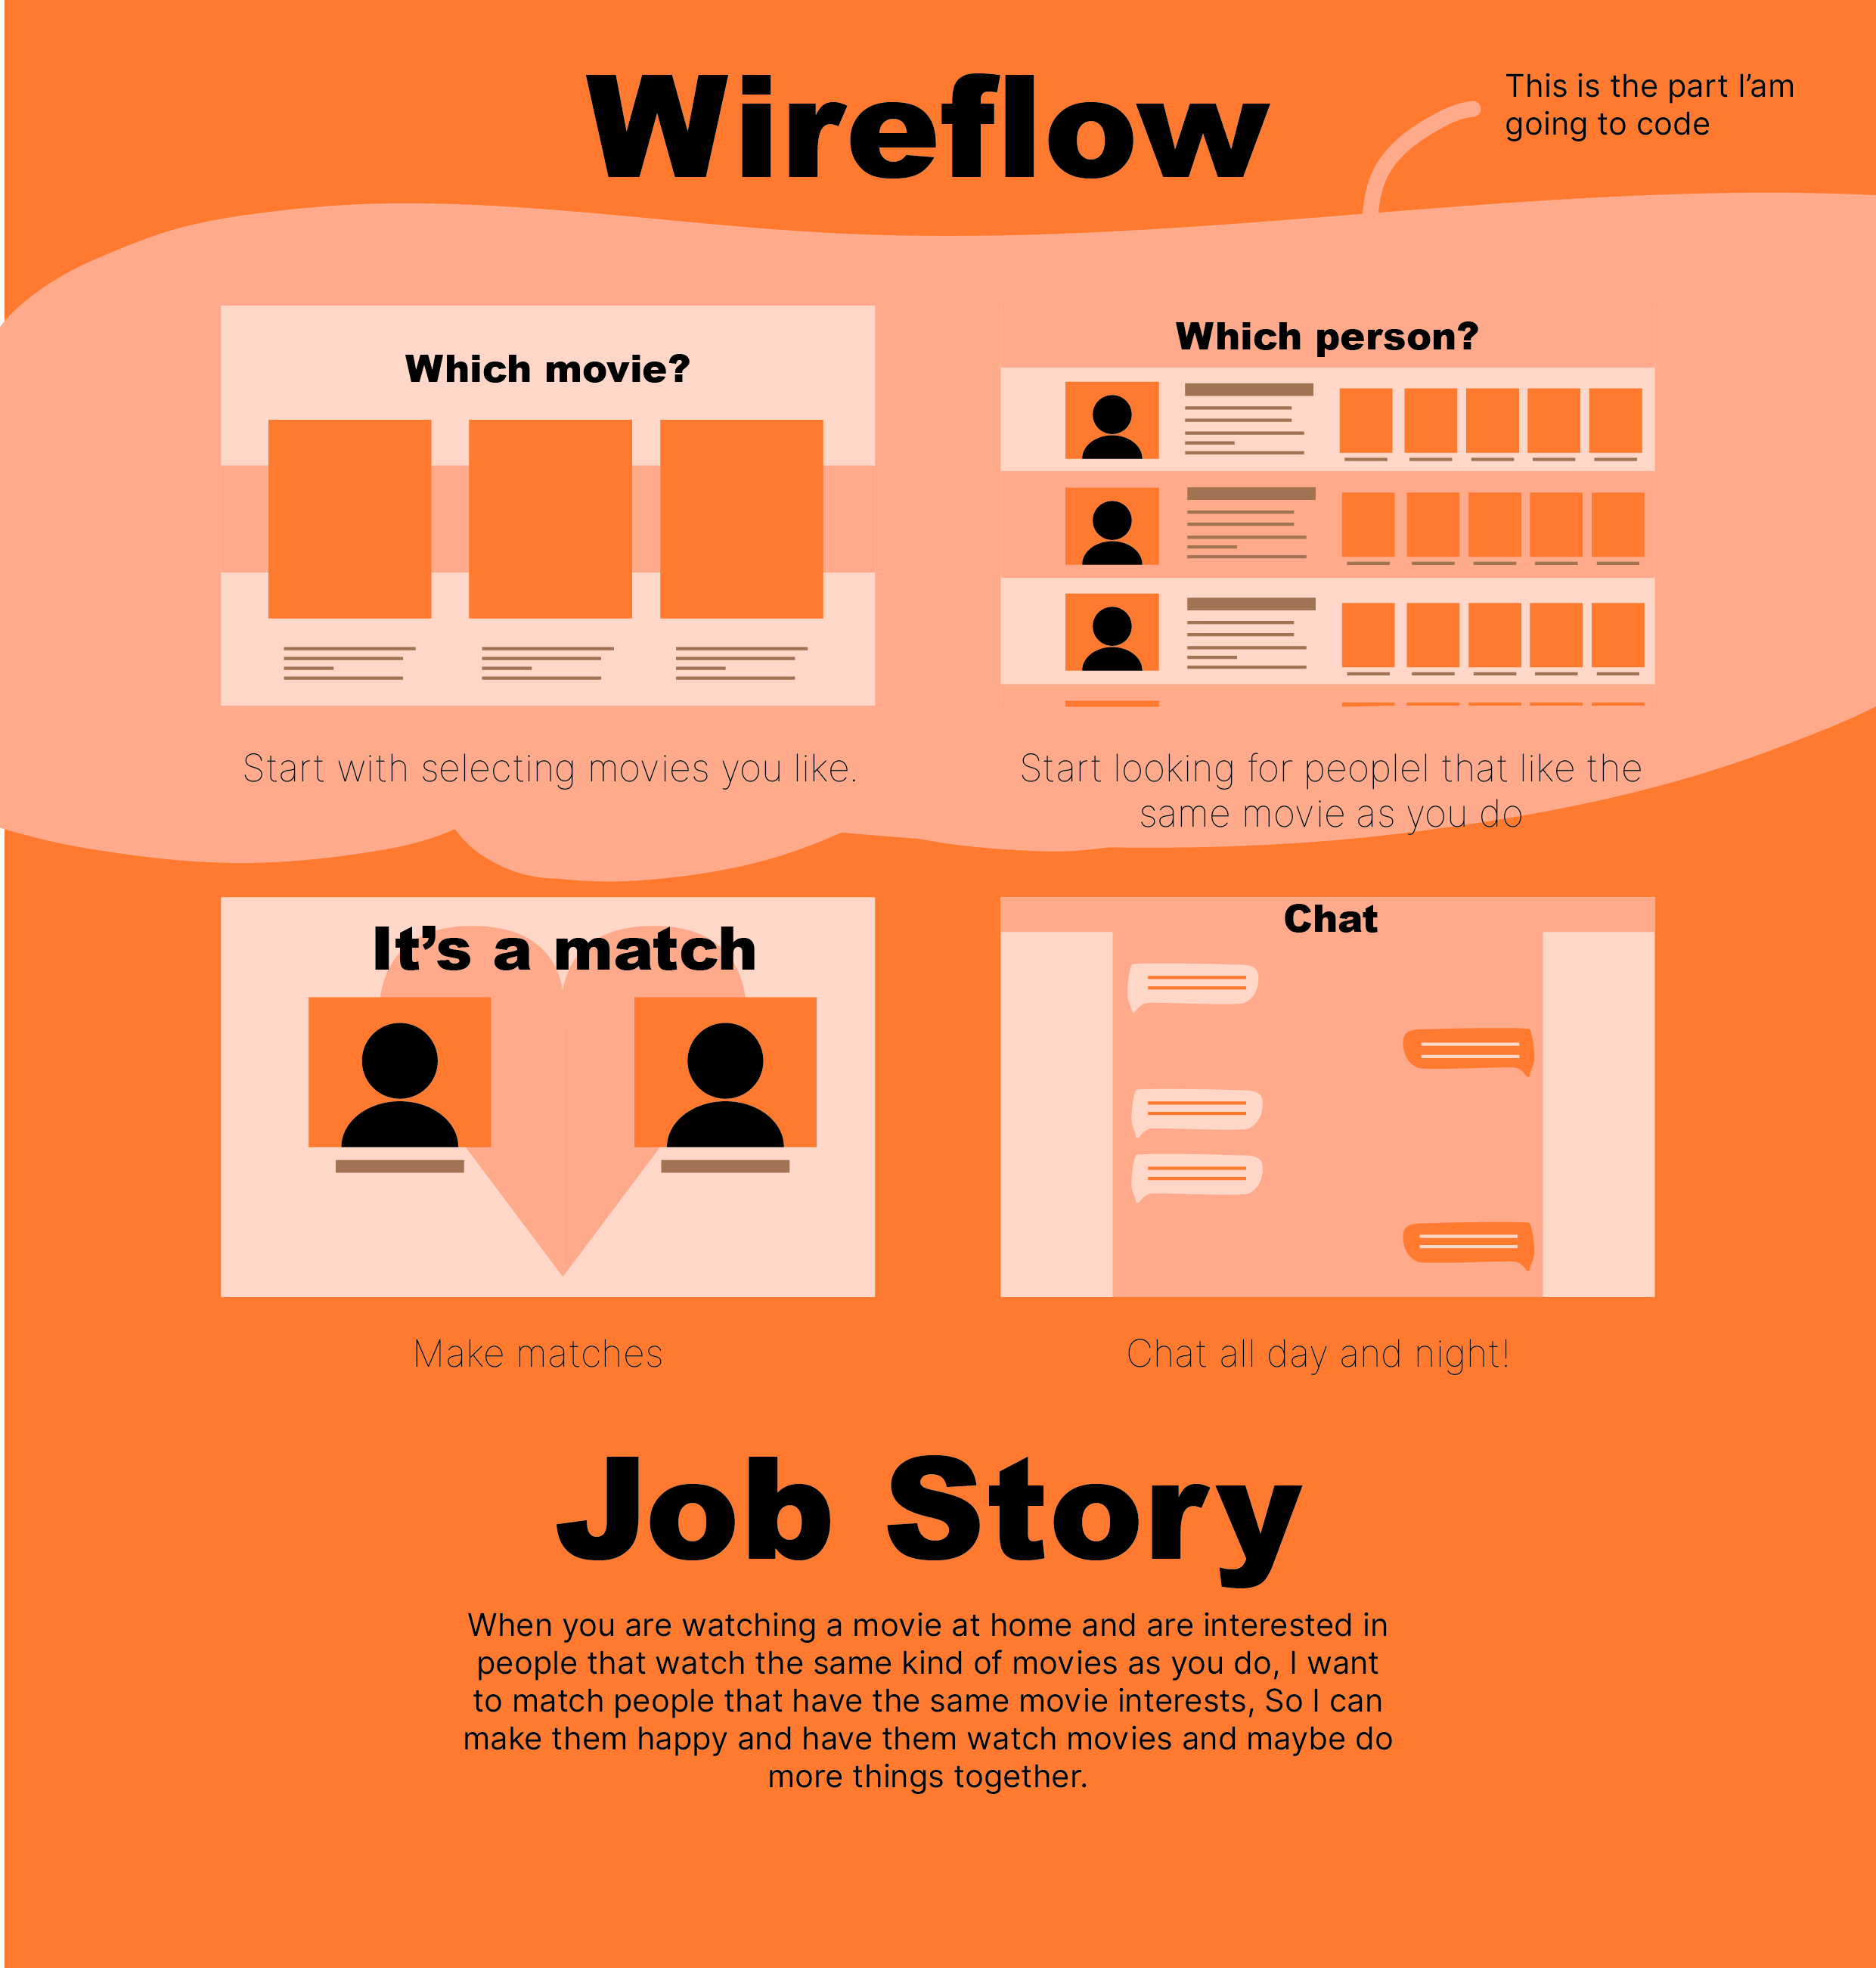 Wireflow
This is the part I'am
going to code
Which movie?
Which person?
Start with selecting movies you like.
Start looking for peoplel that like the
same movie as you do
It's a match
Chat
Make matches
Chat all day and night!
Job Story
When you are watching a movie at home and are interested in
people that watch the same kind of movies as you do, I want
to match people that have the same movie interests, So I can
make them happy and have them watch movies and maybe do
more things together.